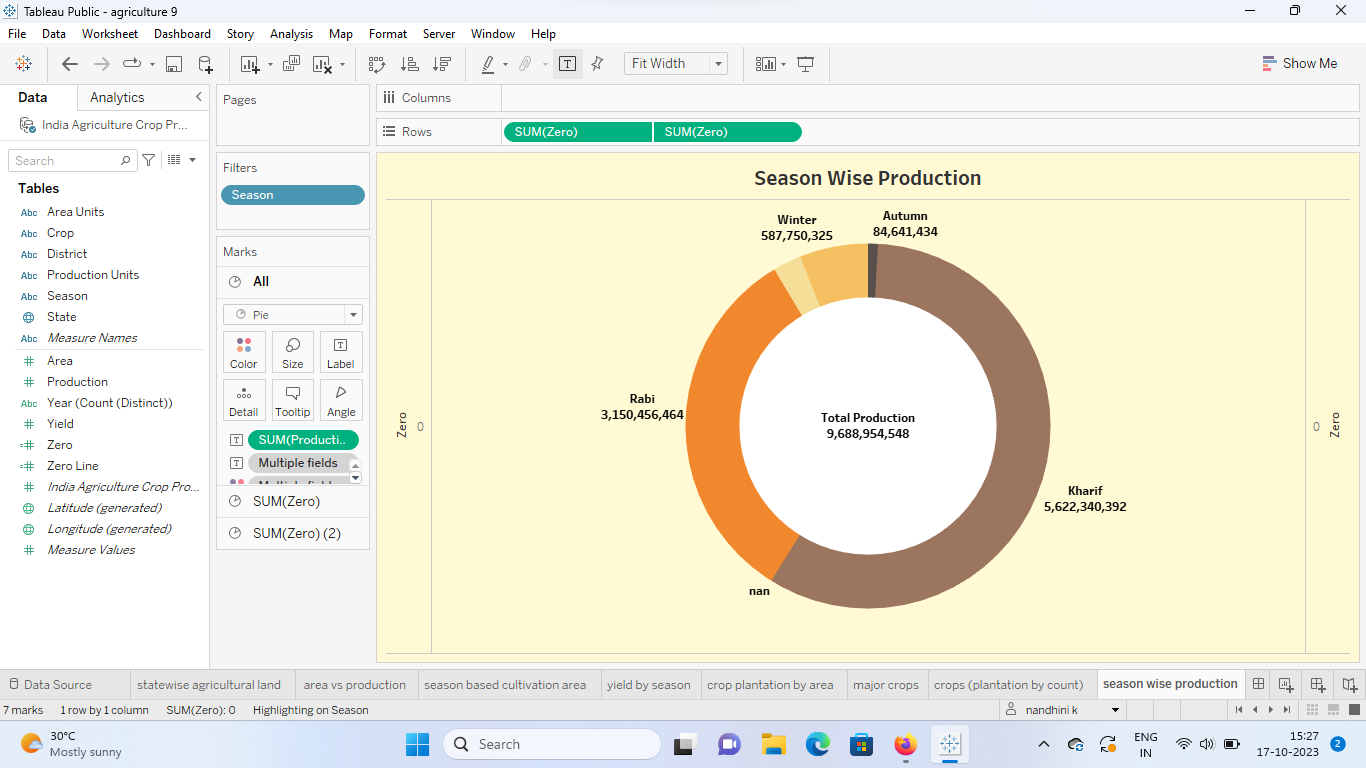 Tableau Public - agriculture 9
File Data Worksheet Dashboard Story Analysis Map Format Server Window Help
Fit Width
Show Me
Data Analytics
India Agriculture Crop Pr...
Search
Tables
Abc Area Units
Abc Crop
Abc District
Abc Production Units
Abc Season
State
Abc Measure Names
Area
Production
Abc Year (Count (Distinct))
Yield
Zero
Zero Line
India Agriculture Crop Pro...
Latitude (generated)
Longitude (generated)
Measure Values
Pages
Filters
Season
Marks
All
Pie
Color Size Label
Detail Tooltip Angle
SUM(Producti..
Multiple fields
SUM(Zero)
SUM(Zero) (2)
Columns
Rows SUM(Zero) SUM(Zero)
Season Wise Production
Winter
587,750,325
Autumn
84,641,434
Rabi
3,150,456,464
Total Production
9,688,954,548
Kharif
5,622,340,392
nan
Zero
0
0
Zero
Data Source statewise agricultural land area vs production season based cultivation area yield by season crop plantation by area major crops crops (plantation by count) season wise production
7 marks 1 row by 1 column SUM(Zero): 0 Highlighting on Season nandhini k
30°C
Mostly sunny
Search
ENG
IN
15:27
17-10-2023
2